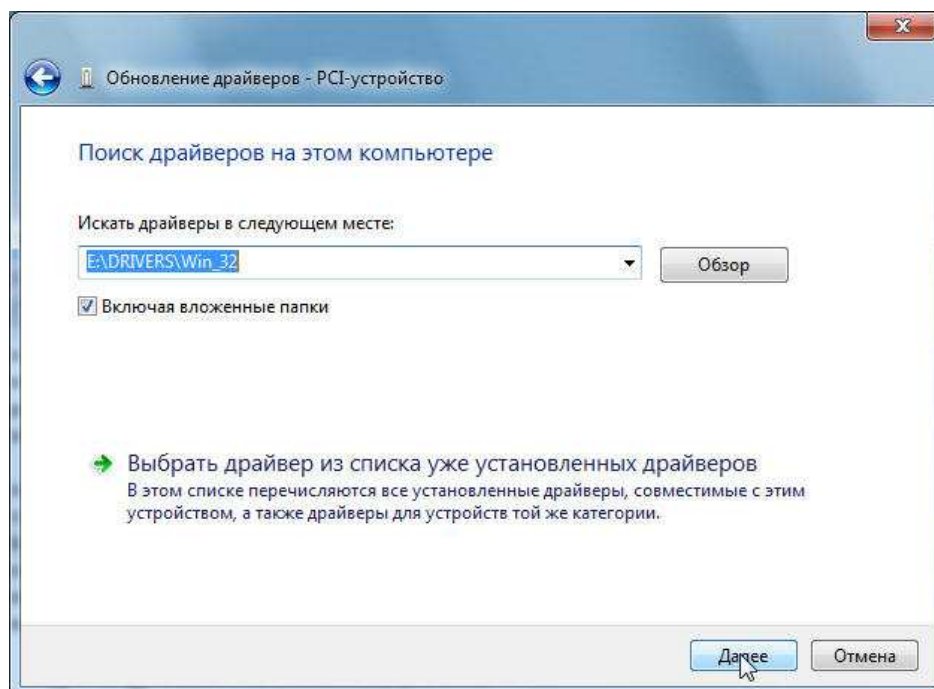 Обновление драйверов - PCI-устройство
Поиск драйверов на этом компьютере
Искать драйверы в следующем месте:
E:\DRIVERS\Win_32
Обзор
Включая вложенные папки
Выбрать драйвер из списка уже установленных драйверов
В этом списке перечисляются все установленные драйверы, совместимые с этим
устройством, а также драйверы для устройств той же категории.
Далее
Отмена